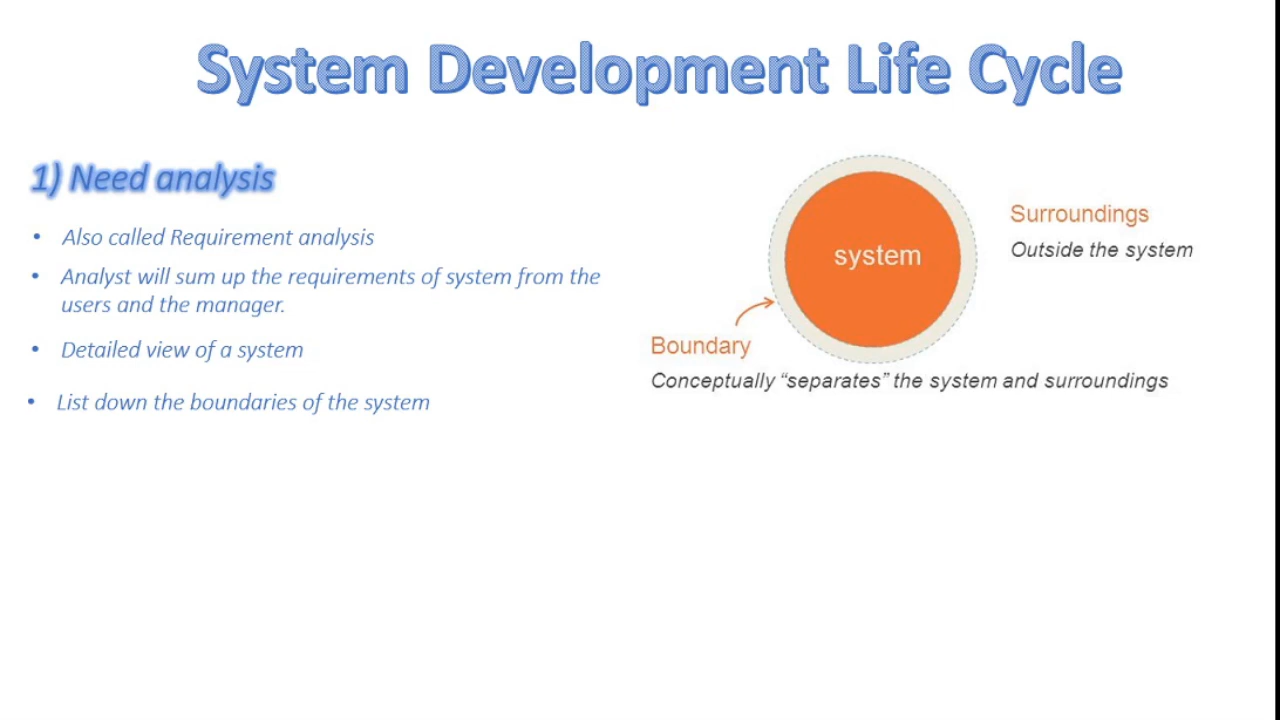 System Development Life Cycle
1) Need analysis
• Also called Requirement analysis
• Analyst will sum up the requirements of system from the
users and the manager.
• Detailed view of a system
• List down the boundaries of the system
system
Surroundings
Outside the system
Boundary
Conceptually “separates” the system and surroundings